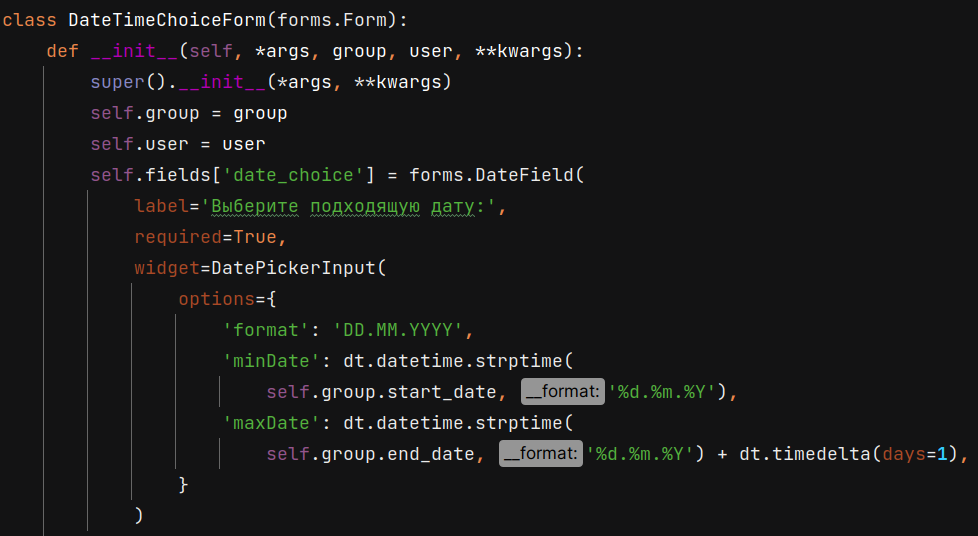 class DateTimeChoiceForm(forms.Form):
    def __init__(self, *args, group, user, **kwargs):
        super().__init__(*args, **kwargs)
        self.group = group
        self.user = user
        self.fields['date_choice'] = forms.DateField(
            label='Выберите подходящую дату:',
            required=True,
            widget=DatePickerInput(
                options={
                    'format': 'DD.MM.YYYY',
                    'minDate': dt.datetime.strptime(
                        self.group.start_date, __format: '%d.%m.%Y'),
                    'maxDate': dt.datetime.strptime(
                        self.group.end_date, __format: '%d.%m.%Y') + dt.timedelta(days=1),
                }
            )